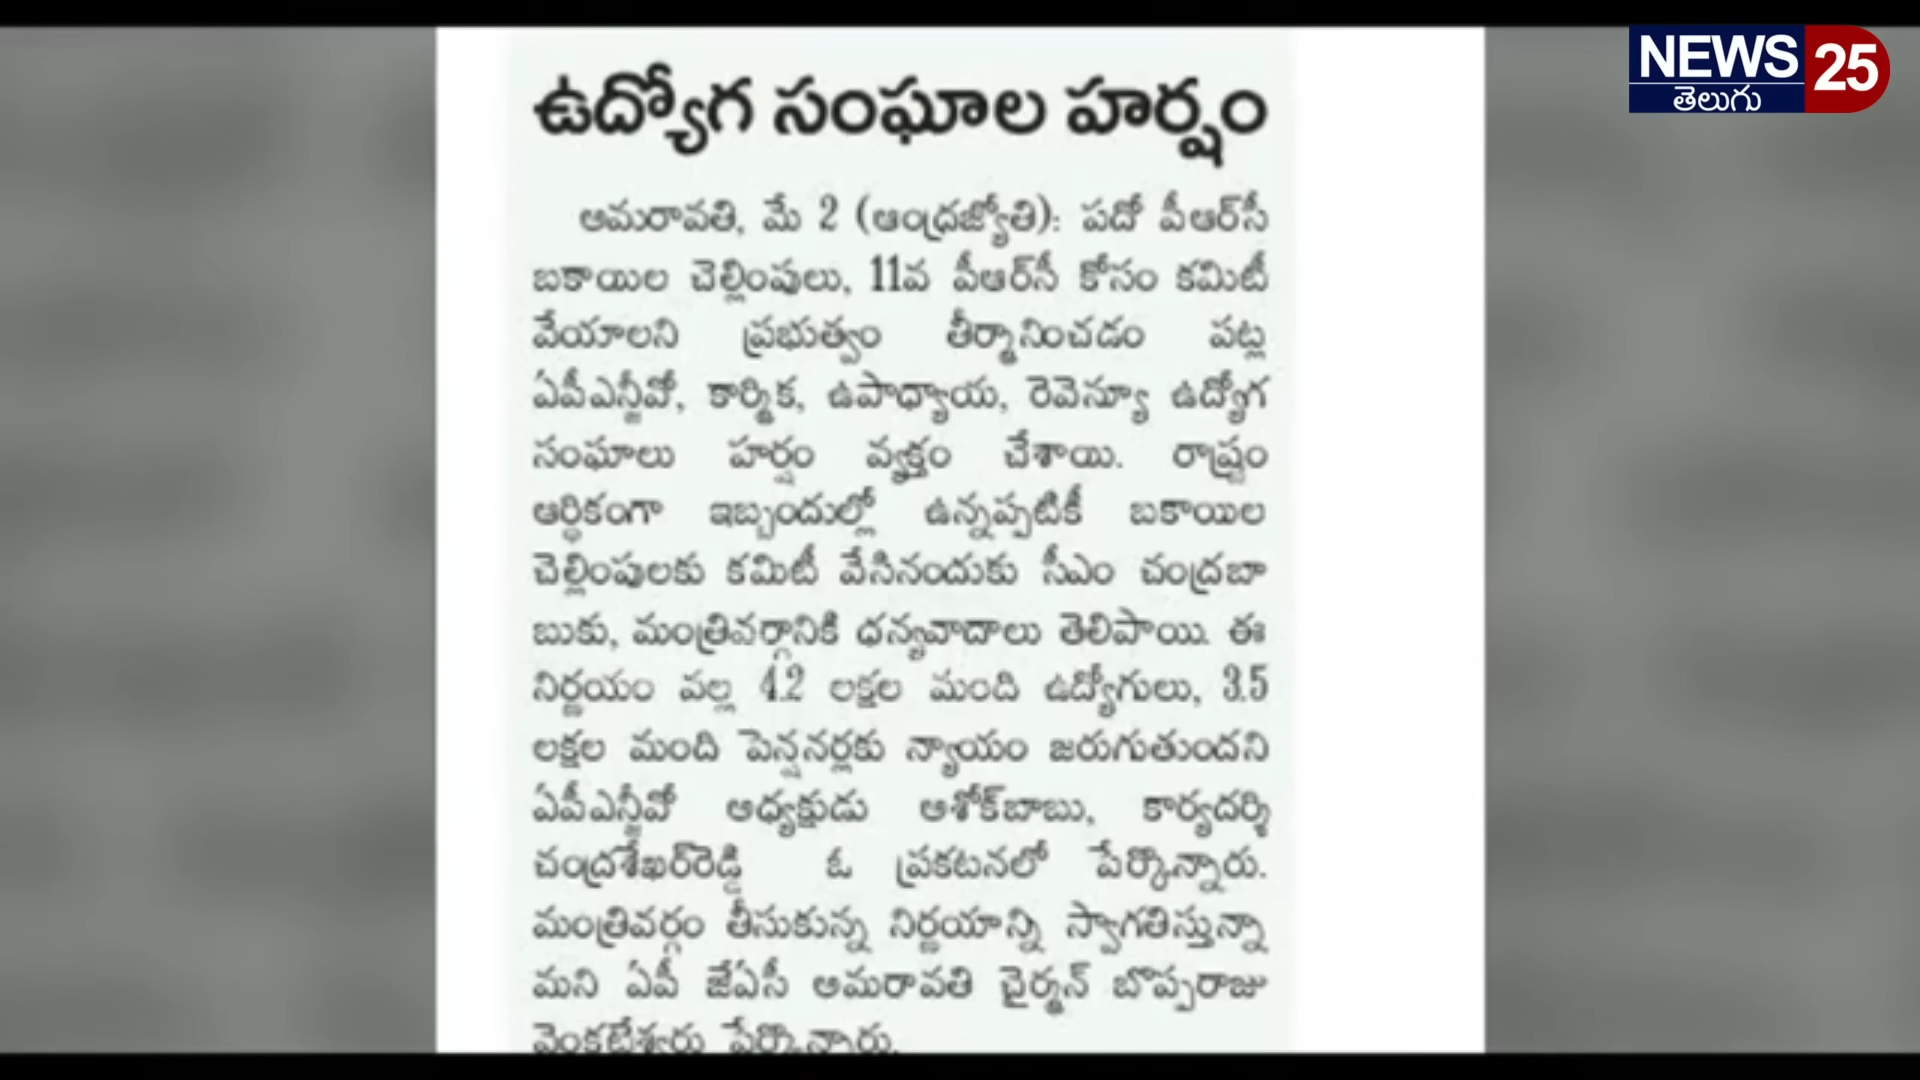 NEWS 25
తెలుగు
ఉద్యోగ సంఘాల హర్షం
అమరావతి, మే 2 (ఆంధ్రజ్యోతి): పదో పీఆర్‌సీ
బకాయిల చెల్లింపులు, 11వ పీఆర్‌సీ కోసం కమిటీ
వేయాలని ప్రభుత్వం తీర్మానించడం పట్ల
ఏపీఎన్జీవో, కార్మిక, ఉపాధ్యాయ, రెవెన్యూ ఉద్యోగ
సంఘాలు హర్షం వ్యక్తం చేశాయి. రాష్ట్రం
ఆర్థికంగా ఇబ్బందుల్లో ఉన్నప్పటికీ బకాయిల
చెల్లింపులకు కమిటీ వేసినందుకు సీఎం చంద్రబా
బుకు, మంత్రివర్గానికి ధన్యవాదాలు తెలిపాయి. ఈ
నిర్ణయం వల్ల 4.2 లక్షల మంది ఉద్యోగులు, 3.5
లక్షల మంది పెన్షనర్లకు న్యాయం జరుగుతుందని
ఏపీఎన్జీవో అధ్యక్షుడు అశోక్‌బాబు, కార్యదర్శి
చంద్రశేఖర్‌రెడ్డి ఓ ప్రకటనలో పేర్కొన్నారు.
మంత్రివర్గం తీసుకున్న నిర్ణయాన్ని స్వాగతిస్తున్నా
మని ఏపీ జేఏసీ అమరావతి చైర్మన్ బొప్పరాజు
వెంకటేశ్వర్లు పేర్కొన్నారు.